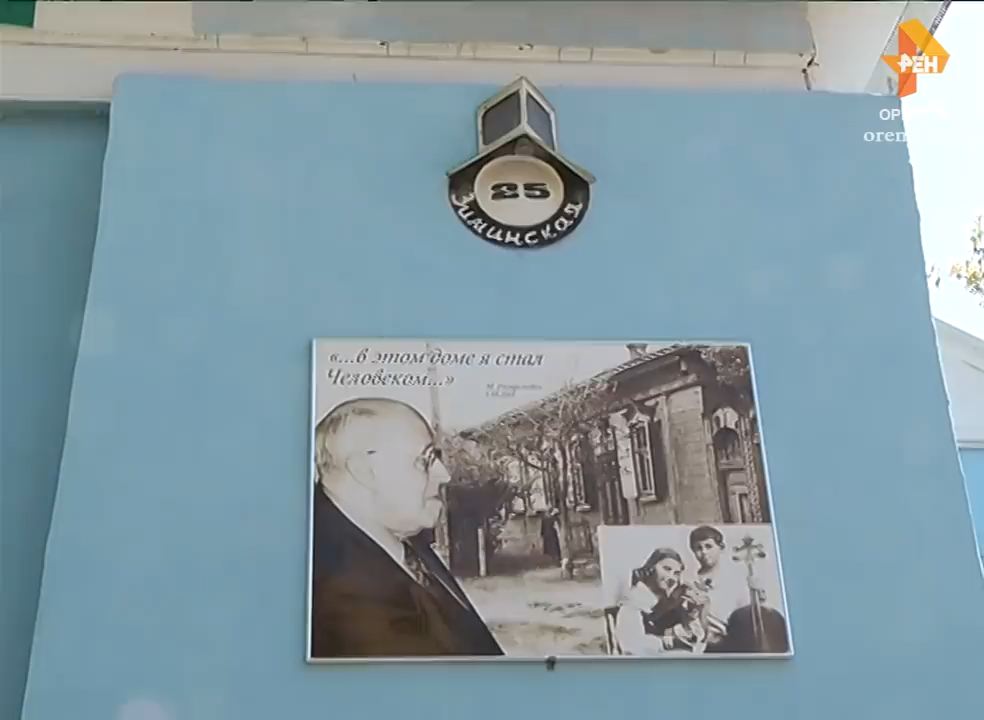 РЕН
25
Зиминская
«...в этом доме я стал
Человеком...»